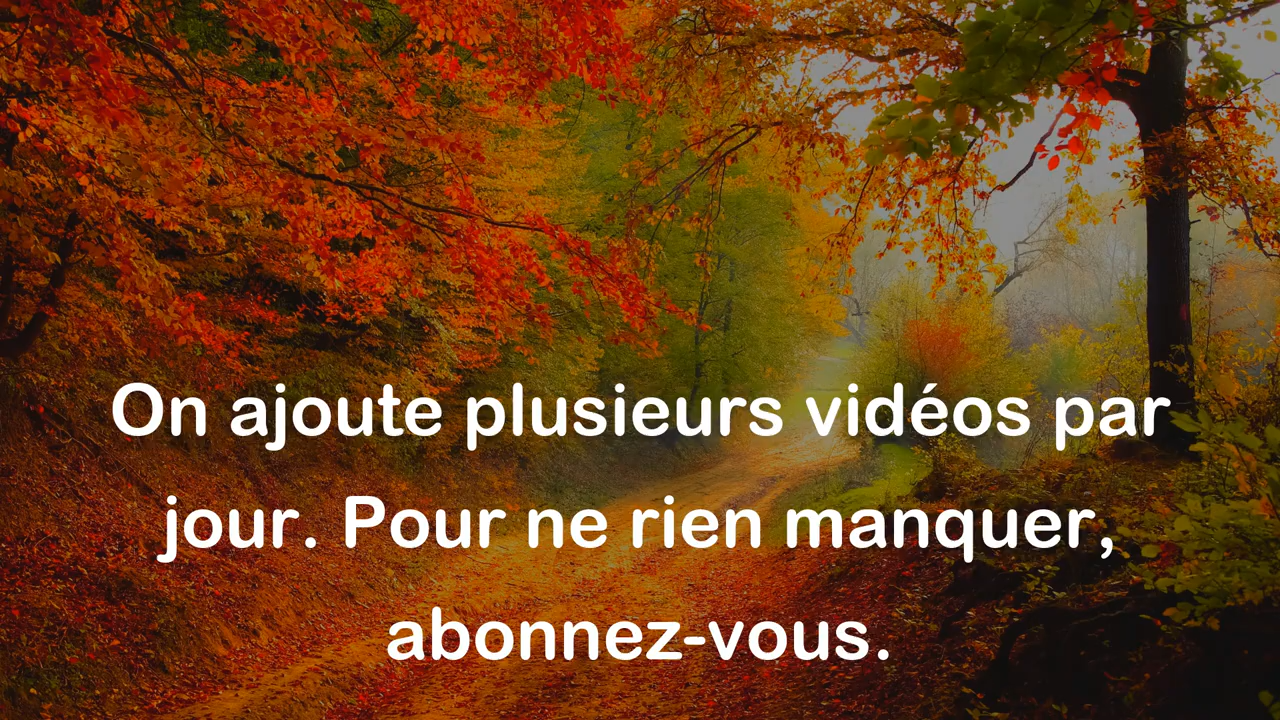 On ajoute plusieurs vidéos par
jour. Pour ne rien manquer,
abonnez-vous.